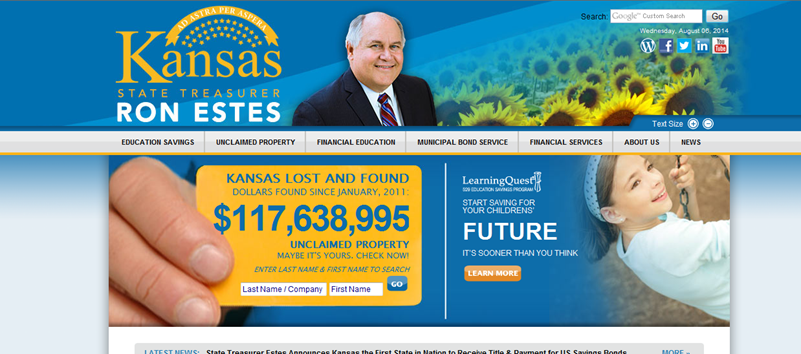 AD ASTRA PER ASPERA
Kansas
STATE TREASURER
RON ESTES
Search: Google™ Custom Search Go
Wednesday, August 06, 2014
You Tube
Text Size
EDUCATION SAVINGS UNCLAIMED PROPERTY FINANCIAL EDUCATION MUNICIPAL BOND SERVICE FINANCIAL SERVICES ABOUT US NEWS
KANSAS LOST AND FOUND
DOLLARS FOUND SINCE JANUARY, 2011:
$117,638,995
UNCLAIMED PROPERTY
MAYBE IT'S YOURS. CHECK NOW!
ENTER LAST NAME & FIRST NAME TO SEARCH
Last Name / Company First Name GO
LearningQuest
529 EDUCATION SAVINGS PROGRAM
START SAVING FOR
YOUR CHILDRENS'
FUTURE
IT'S SOONER THAN YOU THINK
LEARN MORE
LATEST NEWS: State Treasurer Estes Announces Kansas the First State in Nation to Receive Title & Payment for US Savings Bonds MORE »